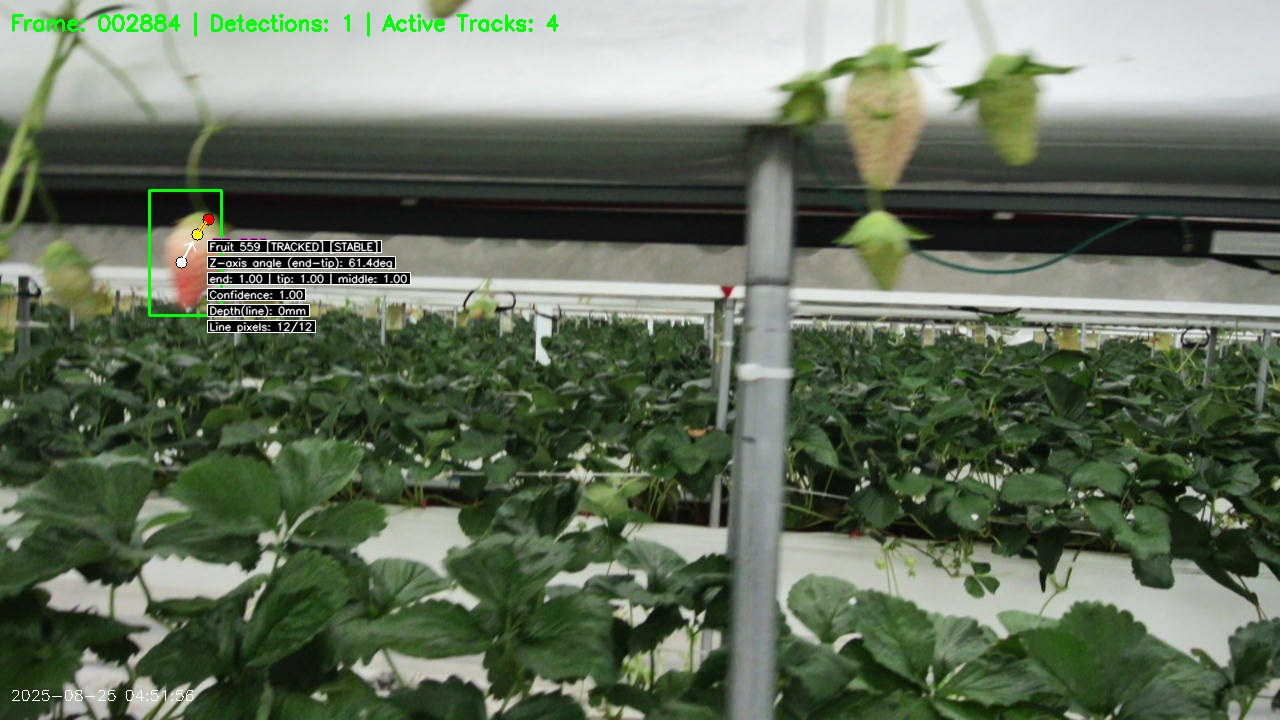 Frame: 002884 | Detections: 1 | Active Tracks: 4
Fruit 559 [TRACKED] [STABLE]
Z-axis angle (end-tip): 61.4deg
end: 1.00 | tip: 1.00 | middle: 1.00
Confidence: 1.00
Depth(line): 0mm
Line pixels: 12/12
2025-08-25 04:51:56